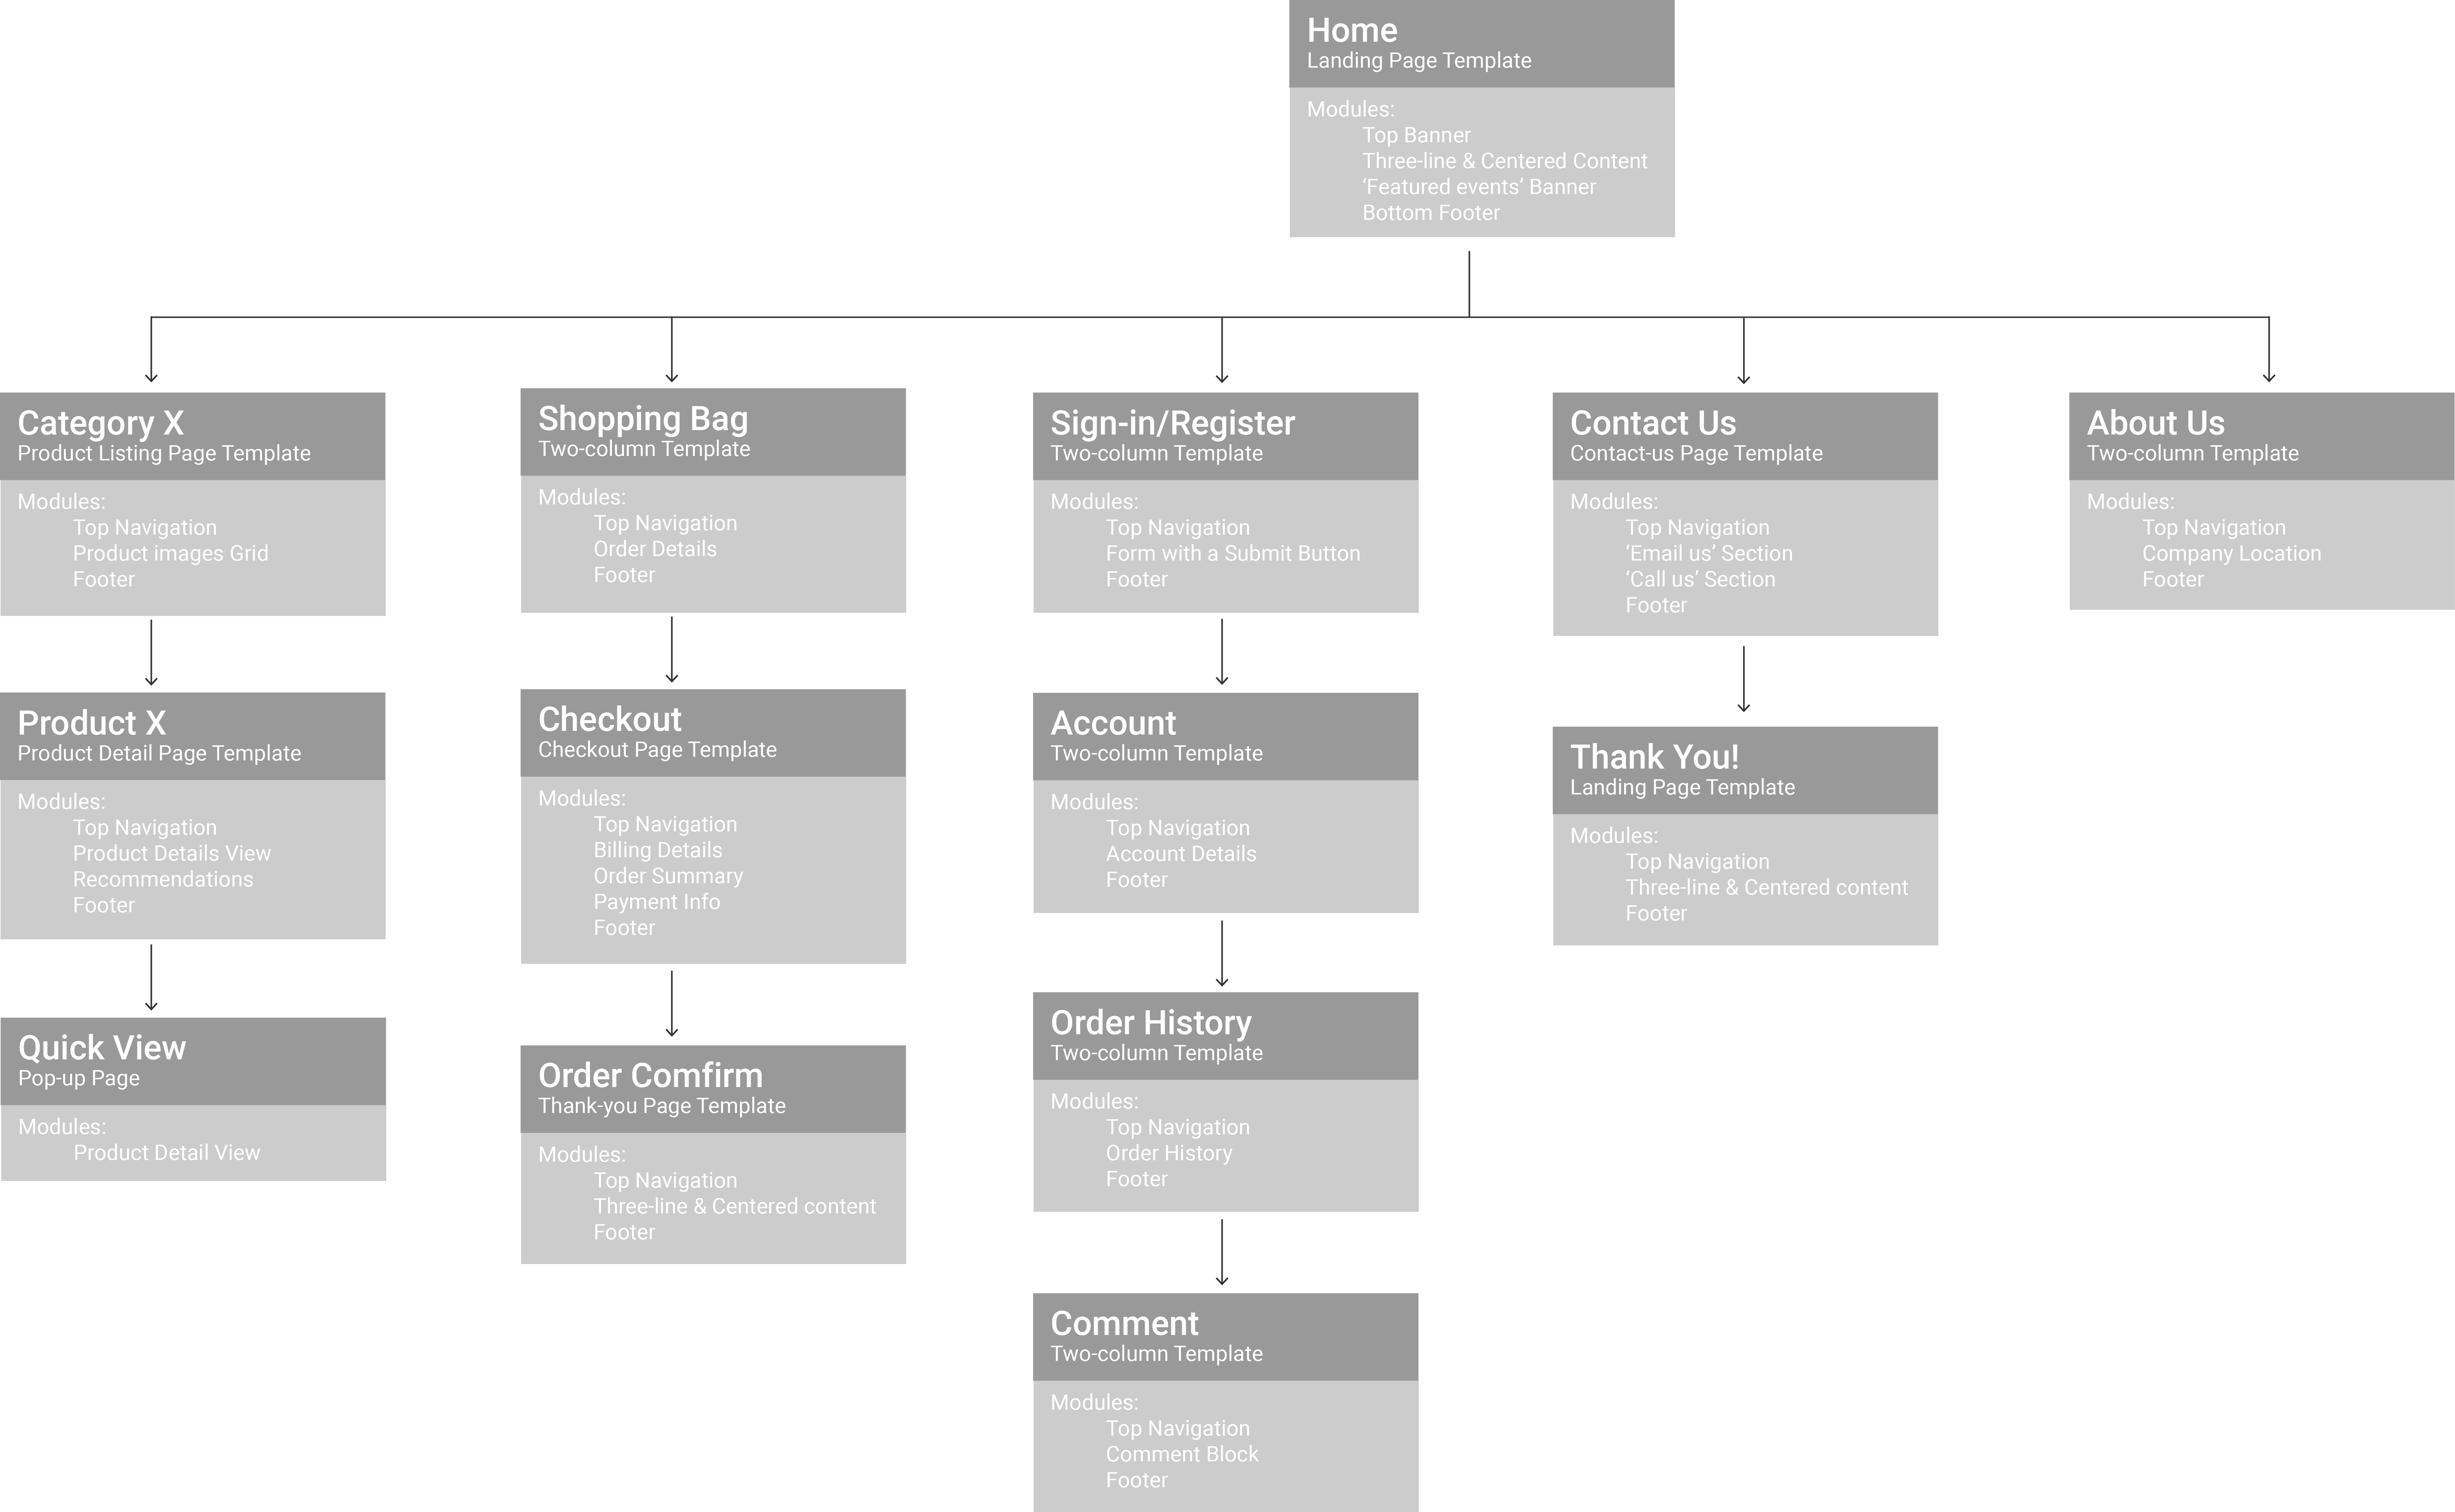 Home
Landing Page Template
Modules:
Top Banner
Three-line & Centered Content
‘Featured events’ Banner
Bottom Footer
Category X
Product Listing Page Template
Modules:
Top Navigation
Product images Grid
Footer
Product X
Product Detail Page Template
Modules:
Top Navigation
Product Details View
Recommendations
Footer
Quick View
Pop-up Page
Modules:
Product Detail View
Shopping Bag
Two-column Template
Modules:
Top Navigation
Order Details
Footer
Checkout
Checkout Page Template
Modules:
Top Navigation
Billing Details
Order Summary
Payment Info
Footer
Order Comfirm
Thank-you Page Template
Modules:
Top Navigation
Three-line & Centered content
Footer
Sign-in/Register
Two-column Template
Modules:
Top Navigation
Form with a Submit Button
Footer
Account
Two-column Template
Modules:
Top Navigation
Account Details
Footer
Order History
Two-column Template
Modules:
Top Navigation
Order History
Footer
Comment
Two-column Template
Modules:
Top Navigation
Comment Block
Footer
Contact Us
Contact-us Page Template
Modules:
Top Navigation
‘Email us’ Section
‘Call us’ Section
Footer
Thank You!
Landing Page Template
Modules:
Top Navigation
Three-line & Centered content
Footer
About Us
Two-column Template
Modules:
Top Navigation
Company Location
Footer